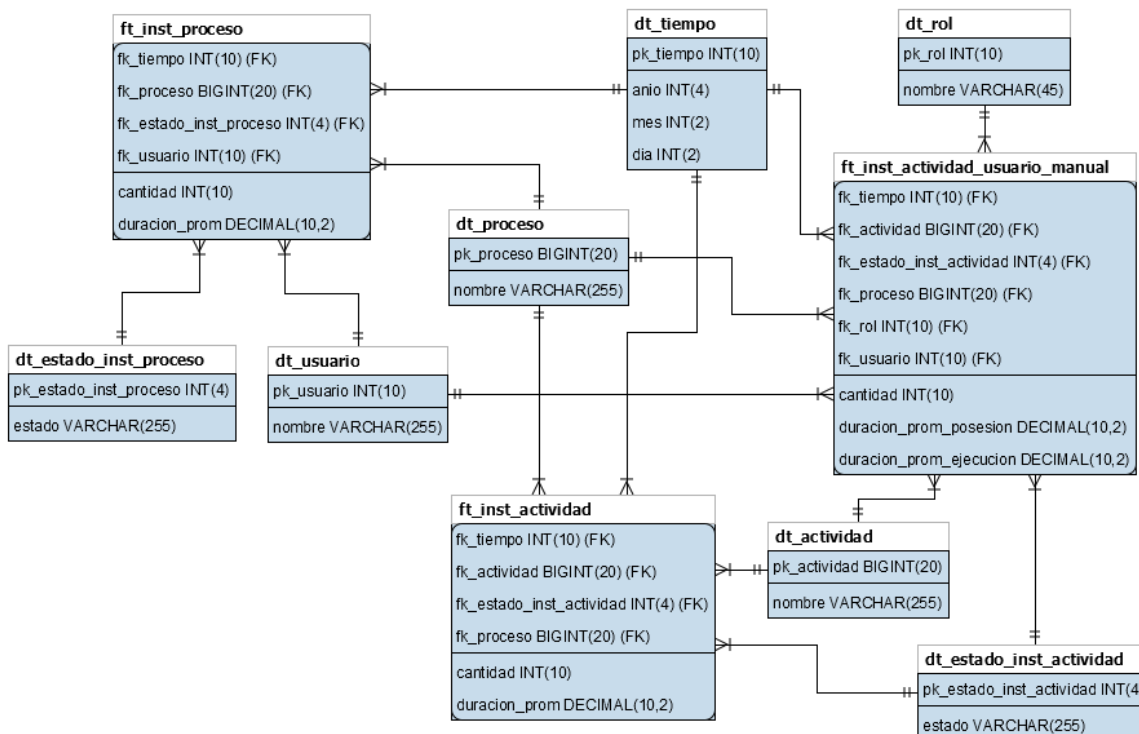 ft_inst_proceso
fk_tiempo INT(10) (FK)
fk_proceso BIGINT(20) (FK)
fk_estado_inst_proceso INT(4) (FK)
fk_usuario INT(10) (FK)
cantidad INT(10)
duracion_prom DECIMAL(10,2)
dt_tiempo
pk_tiempo INT(10)
anio INT(4)
mes INT(2)
dia INT(2)
dt_rol
pk_rol INT(10)
nombre VARCHAR(45)
ft_inst_actividad_usuario_manual
fk_tiempo INT(10) (FK)
fk_actividad BIGINT(20) (FK)
fk_estado_inst_actividad INT(4) (FK)
fk_proceso BIGINT(20) (FK)
fk_rol INT(10) (FK)
fk_usuario INT(10) (FK)
cantidad INT(10)
duracion_prom_posesion DECIMAL(10,2)
duracion_prom_ejecucion DECIMAL(10,2)
dt_proceso
pk_proceso BIGINT(20)
nombre VARCHAR(255)
dt_estado_inst_proceso
pk_estado_inst_proceso INT(4)
estado VARCHAR(255)
dt_usuario
pk_usuario INT(10)
nombre VARCHAR(255)
ft_inst_actividad
fk_tiempo INT(10) (FK)
fk_actividad BIGINT(20) (FK)
fk_estado_inst_actividad INT(4) (FK)
fk_proceso BIGINT(20) (FK)
cantidad INT(10)
duracion_prom DECIMAL(10,2)
dt_actividad
pk_actividad BIGINT(20)
nombre VARCHAR(255)
dt_estado_inst_actividad
pk_estado_inst_actividad INT(4
estado VARCHAR(255)